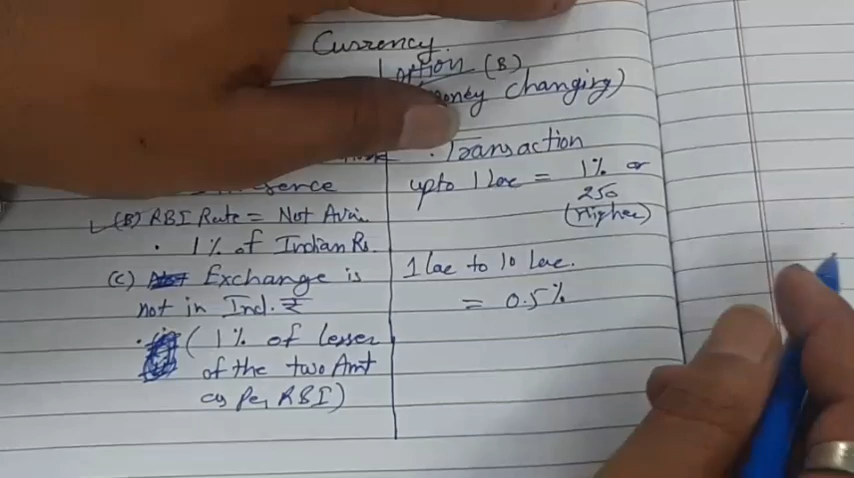 Currency.
option (B)
money changing)
. Transaction
upto 1 lac = 1% or
250
(Higher)
1 lac to 10 lac.
= 0.5%
(B) RBI Rate = Not Avai.
. 1% of Indian Rs.
(C) Exchange is
not in Ind. ₹
( 1% of lesser
of the two Amt
as Per RBI)